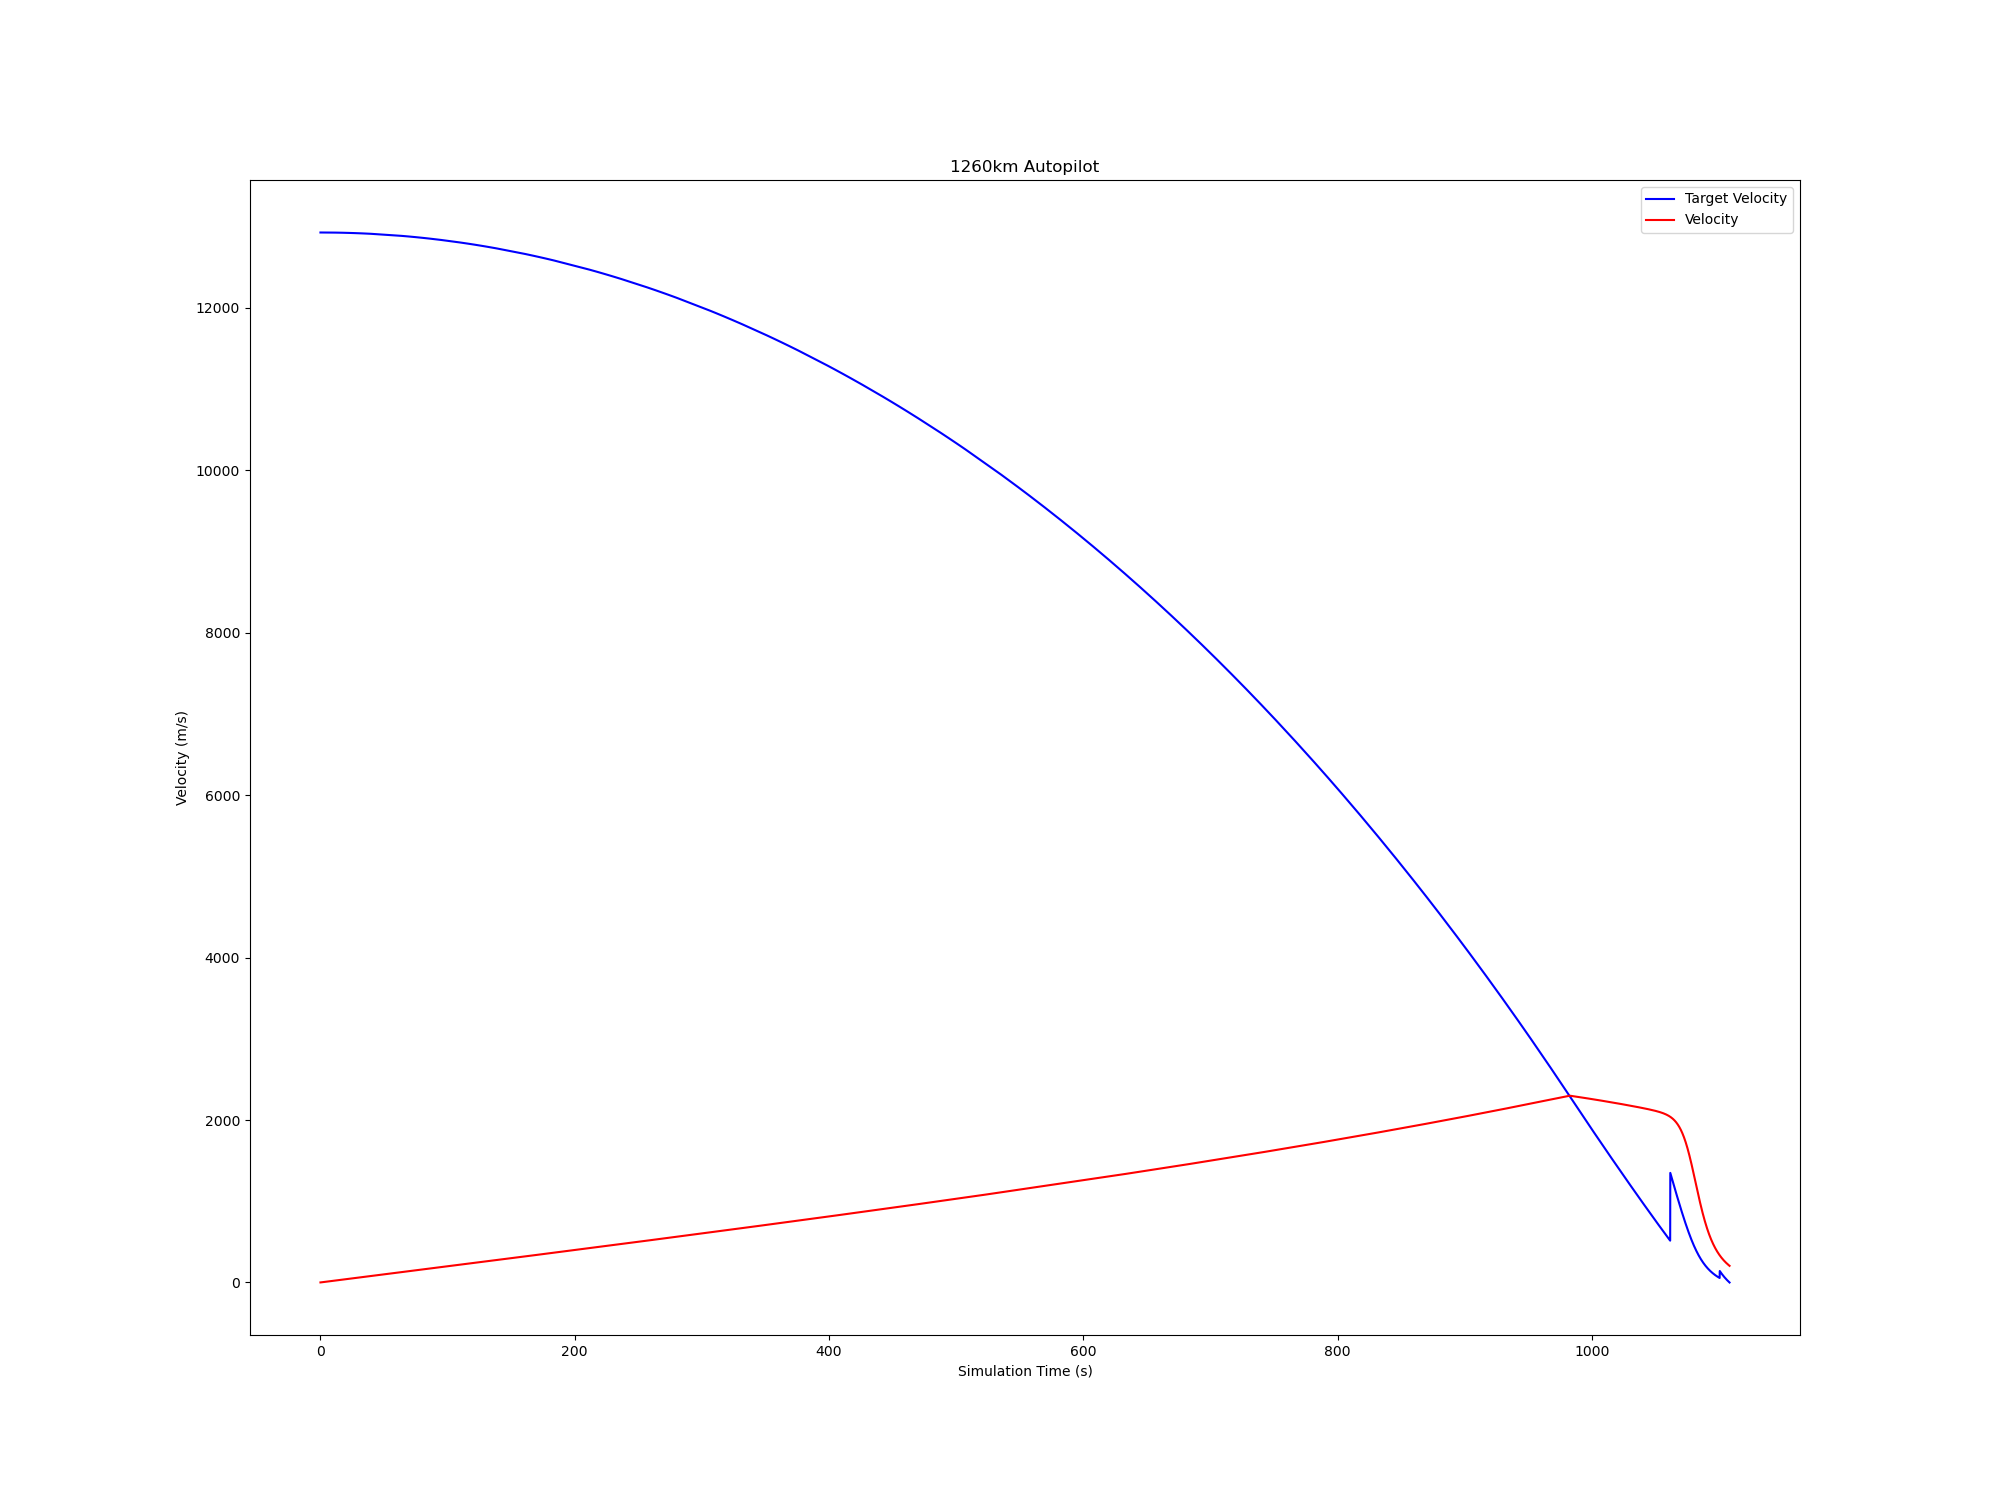 1260km Autopilot
Target Velocity
Velocity
12000
10000
8000
6000
4000
2000
0
Velocity (m/s)
0 200 400 600 800 1000
Simulation Time (s)